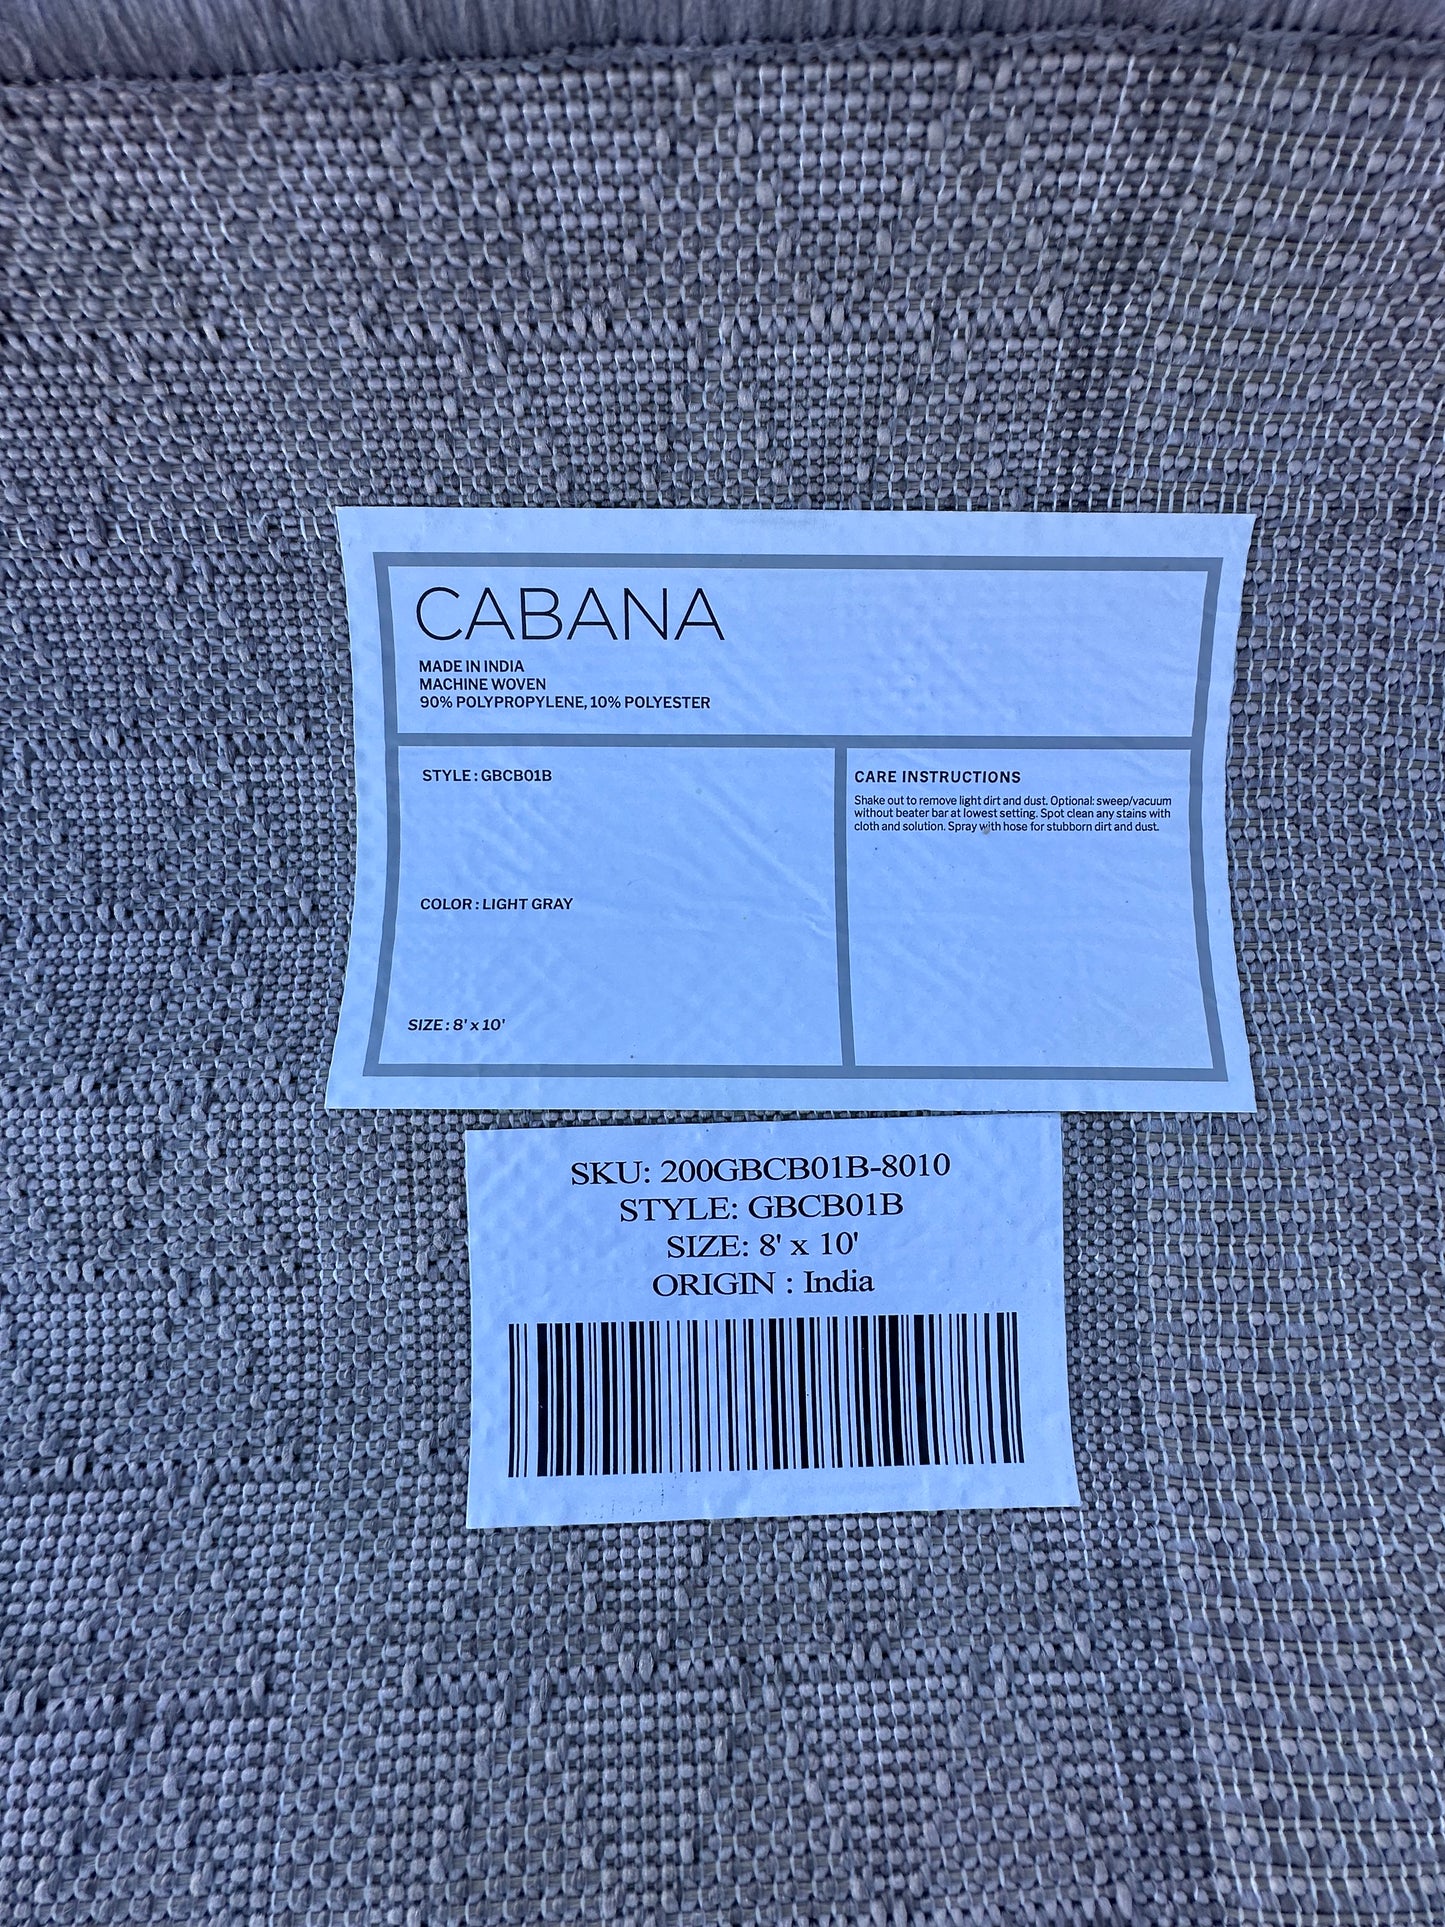 CABANA
MADE IN INDIA
MACHINE WOVEN
90% POLYPROPYLENE, 10% POLYESTER
STYLE : GBCB01B
COLOR : LIGHT GRAY
SIZE : 8' x 10'
CARE INSTRUCTIONS
Shake out to remove light dirt and dust. Optional: sweep/vacuum
without beater bar at lowest setting. Spot clean any stains with
cloth and solution. Spray with hose for stubborn dirt and dust.
SKU: 200GBCB01B-8010
STYLE: GBCB01B
SIZE: 8' x 10'
ORIGIN : India